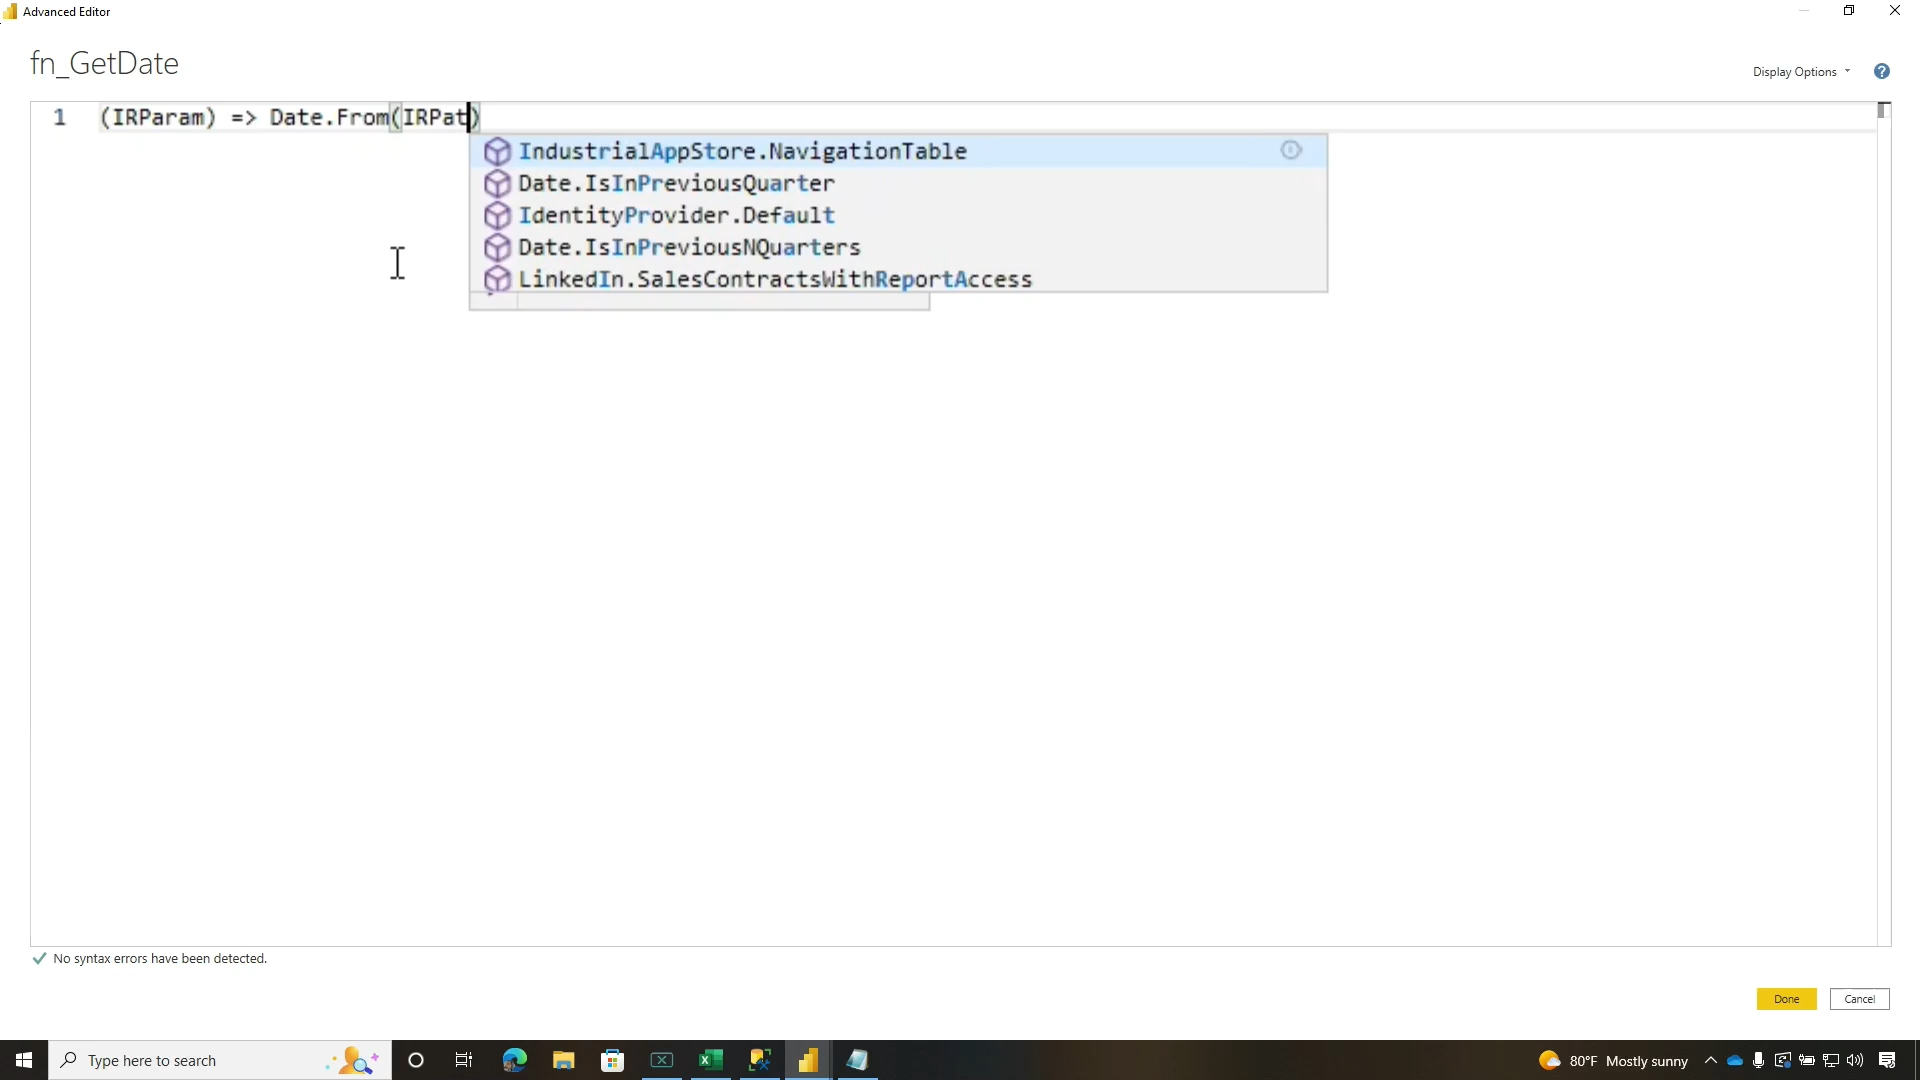 Advanced Editor
fn_GetDate
Display Options
?
1 (IRParam) => Date.From(IRPat)
IndustrialAppStore.NavigationTable
Date.IsInPreviousQuarter
IdentityProvider.Default
Date.IsInPreviousNQuarters
LinkedIn.SalesContractsWithReportAccess
No syntax errors have been detected.
Done Cancel
Type here to search
80°F Mostly sunny